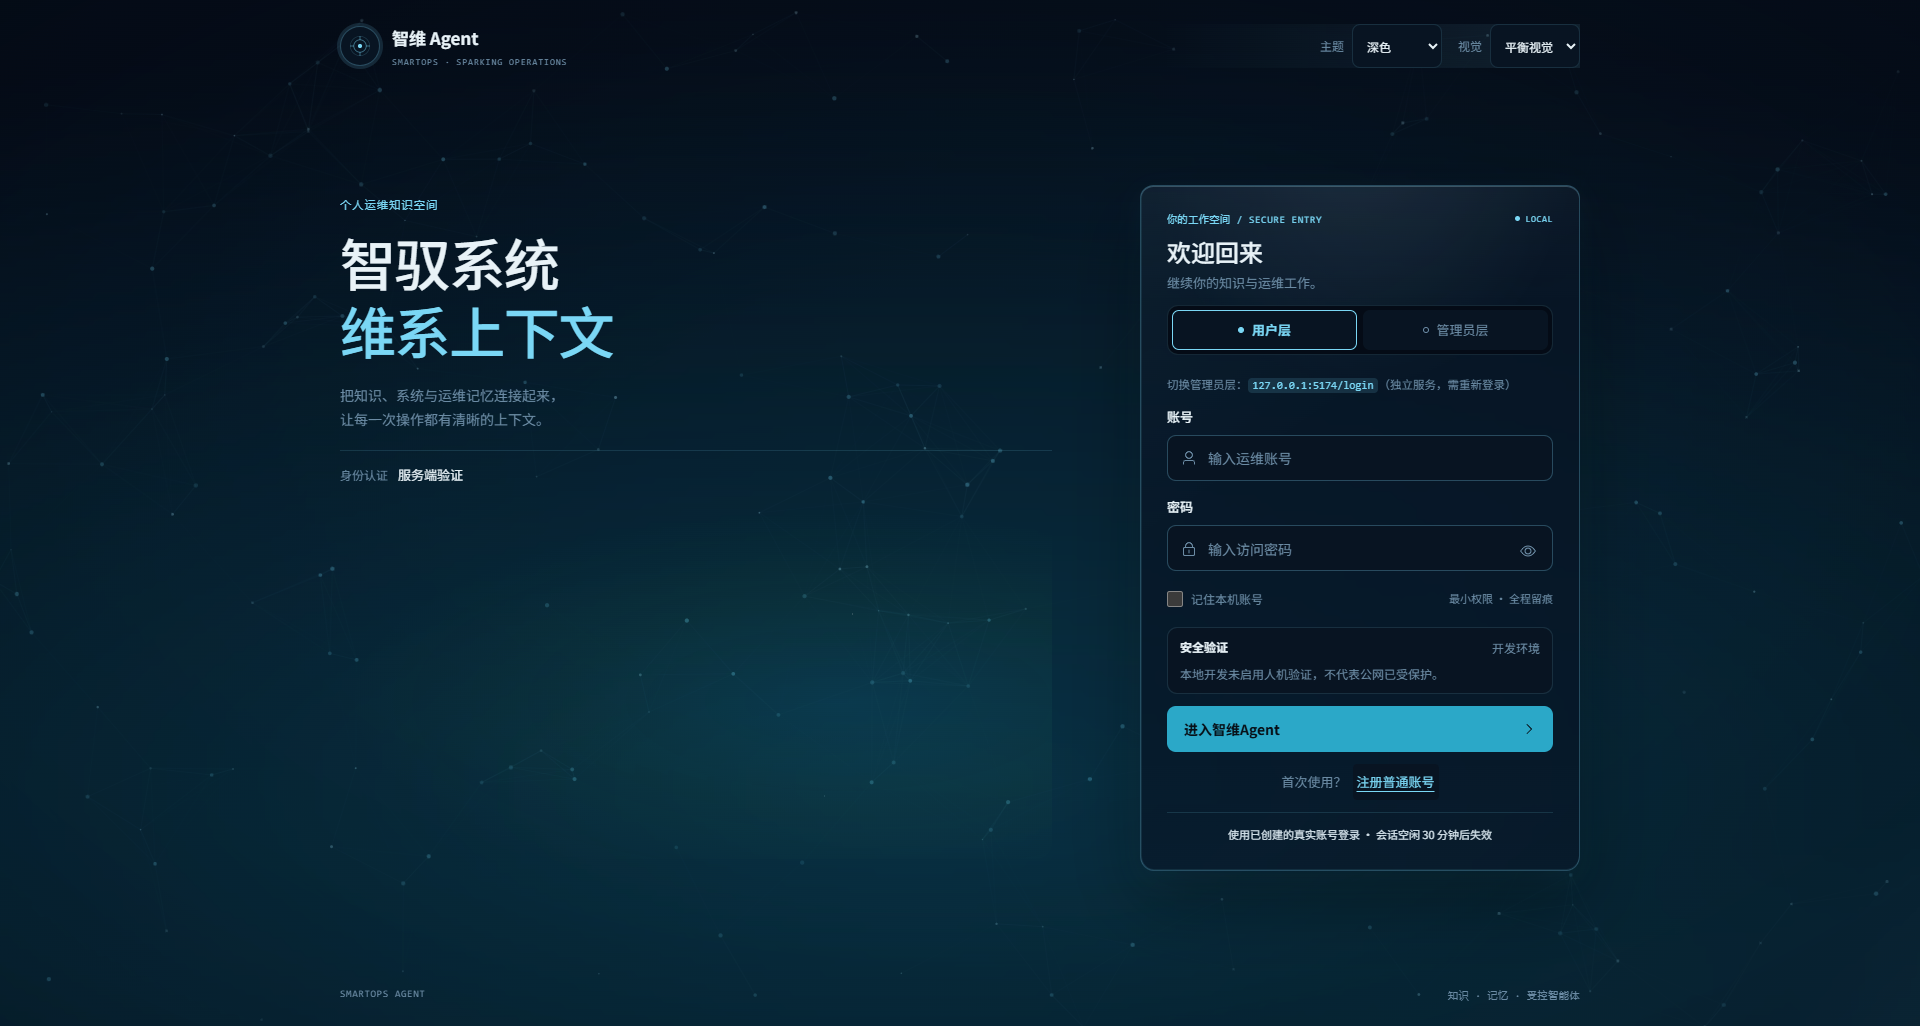 智维 Agent
SMARTOPS · SPARKING OPERATIONS
主题 深色 视觉 平衡视觉
个人运维知识空间
智驭系统
维系上下文
把知识、系统与运维记忆连接起来，
让每一次操作都有清晰的上下文。
身份认证 服务端验证
你的工作空间 / SECURE ENTRY
LOCAL
欢迎回来
继续你的知识与运维工作。
用户层 管理员层
切换管理员层： 127.0.0.1:5174/login （独立服务，需重新登录）
账号
输入运维账号
密码
输入访问密码
记住本机账号 最小权限 · 全程留痕
安全验证 开发环境
本地开发未启用人机验证，不代表公网已受保护。
进入智维Agent
首次使用？ 注册普通账号
使用已创建的真实账号登录 · 会话空闲 30 分钟后失效
SMARTOPS AGENT
知识 · 记忆 · 受控智能体